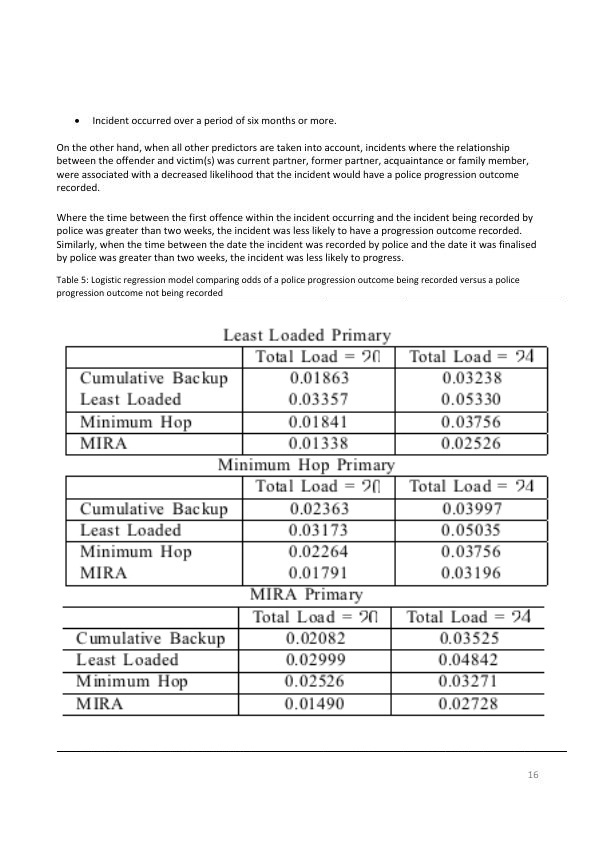 • Incident occurred over a period of six months or more.
On the other hand, when all other predictors are taken into account, incidents where the relationship
between the offender and victim(s) was current partner, former partner, acquaintance or family member,
were associated with a decreased likelihood that the incident would have a police progression outcome
recorded.
Where the time between the first offence within the incident occurring and the incident being recorded by
police was greater than two weeks, the incident was less likely to have a progression outcome recorded.
Similarly, when the time between the date the incident was recorded by police and the date it was finalised
by police was greater than two weeks, the incident was less likely to progress.
Table 5: Logistic regression model comparing odds of a police progression outcome being recorded versus a police
progression outcome not being recorded
Least Loaded Primary
Total Load = 20 Total Load = 24
Cumulative Backup 0.01863 0.03238
Least Loaded 0.03357 0.05330
Minimum Hop 0.01841 0.03756
MIRA 0.01338 0.02526
Minimum Hop Primary
Total Load = 20 Total Load = 24
Cumulative Backup 0.02363 0.03997
Least Loaded 0.03173 0.05035
Minimum Hop 0.02264 0.03756
MIRA 0.01791 0.03196
MIRA Primary
Total Load = 20 Total Load = 24
Cumulative Backup 0.02082 0.03525
Least Loaded 0.02999 0.04842
Minimum Hop 0.02526 0.03271
MIRA 0.01490 0.02728
16